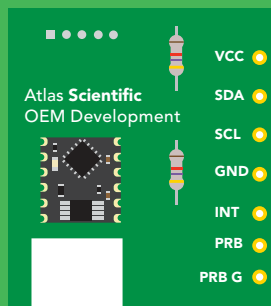 Atlas Scientific
OEM Development
VCC
SDA
SCL
GND
INT
PRB
PRB G